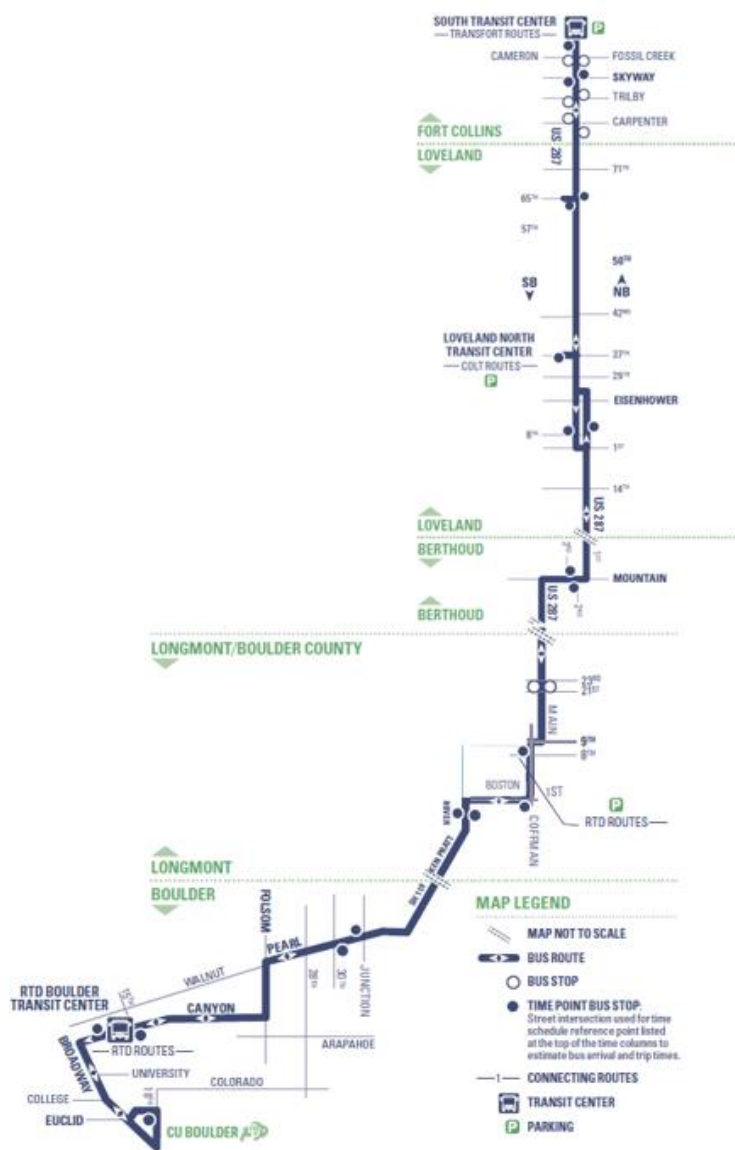 SOUTH TRANSIT CENTER
TRANSFORT ROUTES
P
CAMERON
FOSSIL CREEK
SKYWAY
TRILBY
CARPENTER
FORT COLLINS
LOVELAND
US 287
71TH
65TH
57TH
50TH
SB
NB
42ND
LOVELAND NORTH
TRANSIT CENTER
COLT ROUTES
P
37TH
29TH
EISENHOWER
8TH
1ST
14TH
US 287
LOVELAND
BERTHOUD
1ST
MOUNTAIN
2ND
US 287
BERTHOUD
LONGMONT/BOULDER COUNTY
23RD
21ST
MAIN
9TH
8TH
BOSTON
1ST
P
RTD ROUTES
COFFMAN
KEN PRATT
LONGMONT
BOULDER
FOLSOM
PEARL
WALNUT
28TH
30TH
JUNCTION
RTD BOULDER
TRANSIT CENTER
15TH
CANYON
RTD ROUTES
ARAPAHOE
BROADWAY
UNIVERSITY
COLORADO
COLLEGE
18TH
EUCLID
CU BOULDER
MAP LEGEND
MAP NOT TO SCALE
BUS ROUTE
BUS STOP
TIME POINT BUS STOP:
Street intersection used for time
schedule reference point listed
at the top of the time columns to
estimate bus arrival and trip times.
1 CONNECTING ROUTES
TRANSIT CENTER
P PARKING